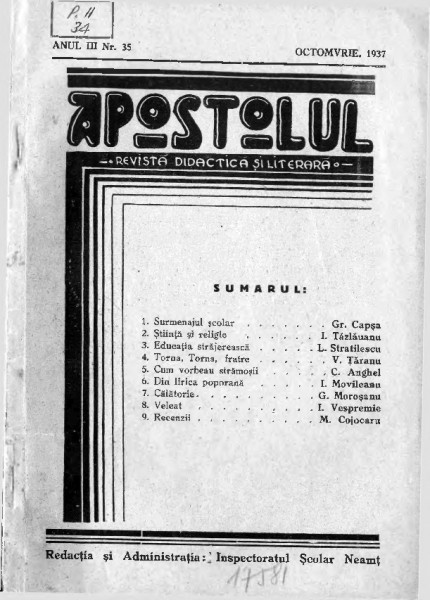 P. II
34
ANUL III Nr. 35 OCTOMVRIE, 1937
APOSTOLUL
REVISTĂ DIDACTICĂ ȘI LITERARĂ
SUMARUL:
1. Surmenajul școlar . . . . . . . Gr. Capșa
2. Știință și religie . . . . . . . I. Tăzlăuanu
3. Educația străjerească . . . . . L. Stratilescu
4. Torna, Torna, fratre . . . . . . V. Țăranu
5. Cum vorbeau strămoșii . . . . . C. Anghel
6. Din lirica poporană . . . . . . I. Movileanu
7. Călătorie. . . . . . . . . . G. Moroșanu
8. Veleat . . . . . . . . . . I. Vespremie
9. Recenzii . . . . . . . . . . M. Cojocaru
Redacția și Administrația: Inspectoratul Școlar Neamț
17581